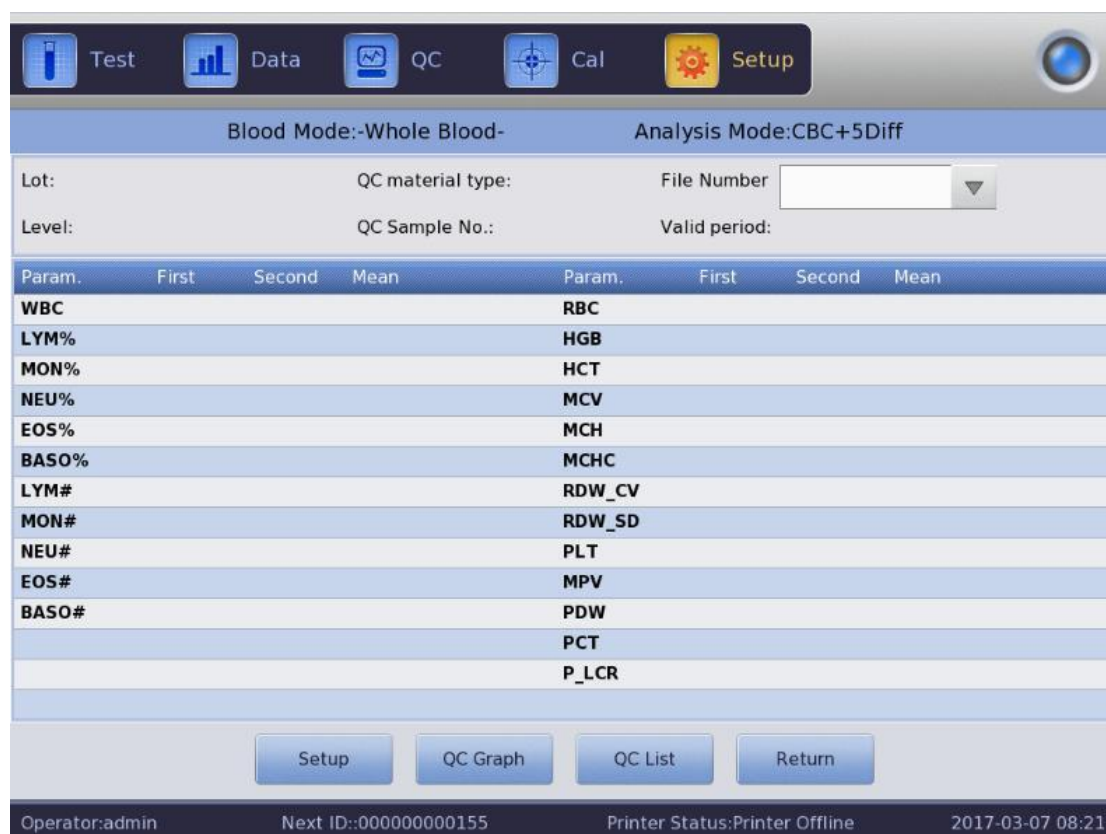 Test Data QC Cal Setup
Blood Mode:-Whole Blood- Analysis Mode:CBC+5Diff
Lot: QC material type: File Number
Level: QC Sample No.: Valid period:
Param. First Second Mean Param. First Second Mean
WBC RBC
LYM% HGB
MON% HCT
NEU% MCV
EOS% MCH
BASO% MCHC
LYM# RDW_CV
MON# RDW_SD
NEU# PLT
EOS# MPV
BASO# PDW
PCT
P_LCR
Setup QC Graph QC List Return
Operator:admin Next ID::000000000155 Printer Status:Printer Offline 2017-03-07 08:21